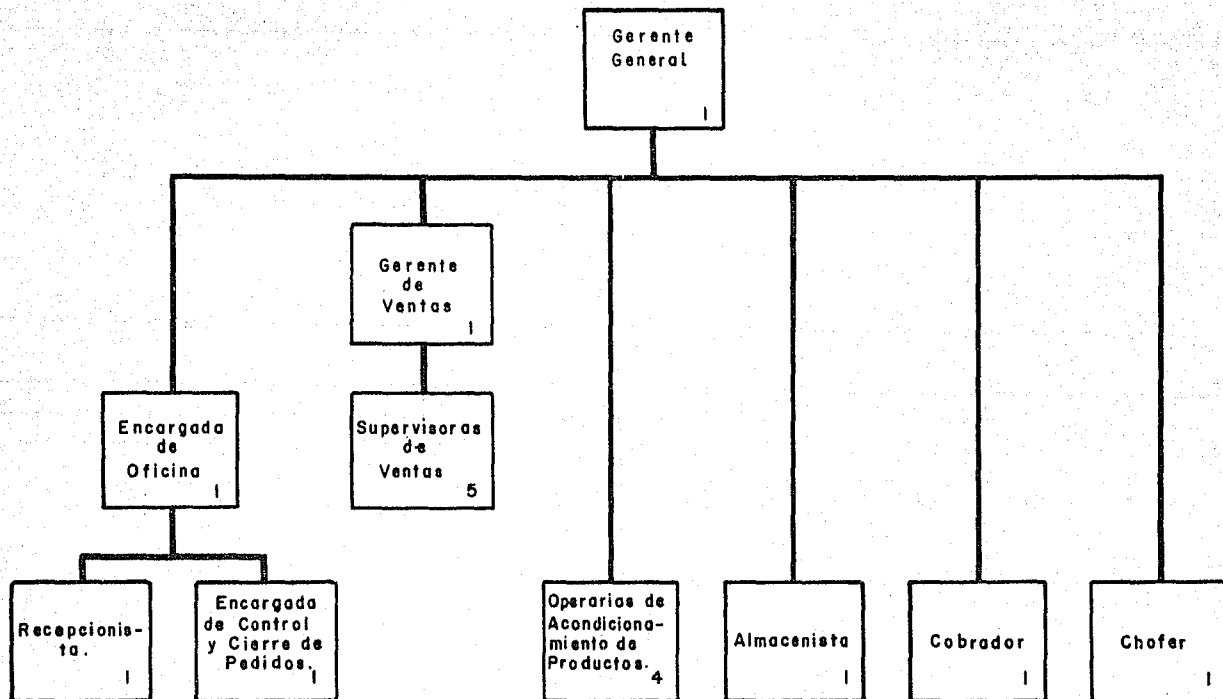 Gerente
General
1
Gerente
de
Ventas
1
Encargada
de
Oficina
1
Supervisoras
de
Ventas
5
Recepcionis-
ta.
1
Encargada
de Control
y Cierre de
Pedidos.
1
Operarias de
Acondiciona-
miento de
Productos.
4
Almacenista
1
Cobrador
1
Chofer
1